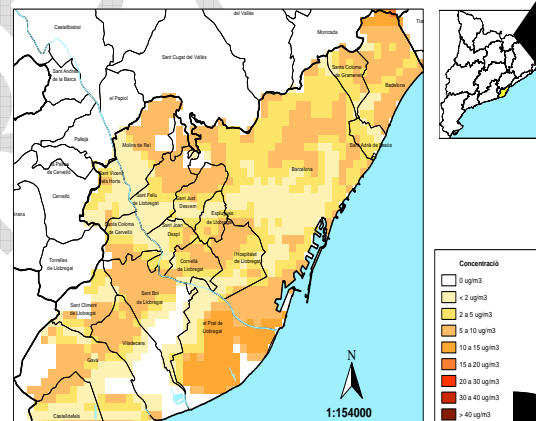 Castellbisbal
del Vallès
Montcada
Tia
Sant Cugat del Vallès
Sant Andreu
de la Barca
el Papiol
Santa Coloma
de Gramenet
Badalona
Pallejà
Molins de Rei
Sant Adrià de Besòs
de Cervelló
Barcelona
Cervelló
Sant Vicenç
dels Horts
Sant Feliu
de Llobregat
Sant Just
Desvern
Esplugues
de Llobregat
Santa Coloma
de Cervelló
Sant Joan
Despí
Torrelles
de Llobregat
Cornellà
de Llobregat
l'Hospitalet
de Llobregat
Sant Boi
de Llobregat
Sant Climent
de Llobregat
el Prat de
Llobregat
Viladecans
Gavà
Castelldefels
N
1:154000
Concentració
0 ug/m3
< 2 ug/m3
2 a 5 ug/m3
5 a 10 ug/m3
10 a 15 ug/m3
15 a 20 ug/m3
20 a 30 ug/m3
30 a 40 ug/m3
> 40 ug/m3